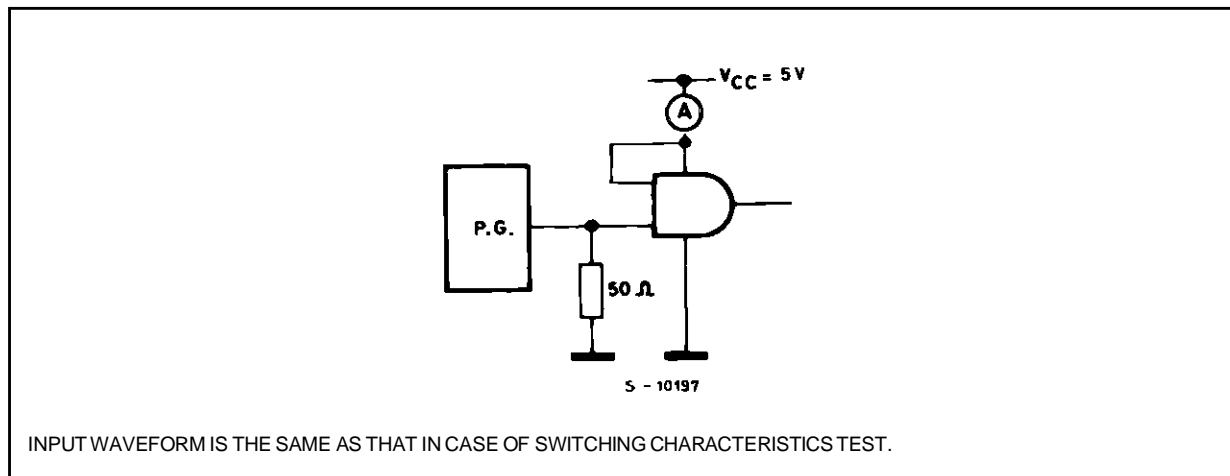 VCC = 5V
A
P.G.
50 Ω
S - 10197
INPUT WAVEFORM IS THE SAME AS THAT IN CASE OF SWITCHING CHARACTERISTICS TEST.